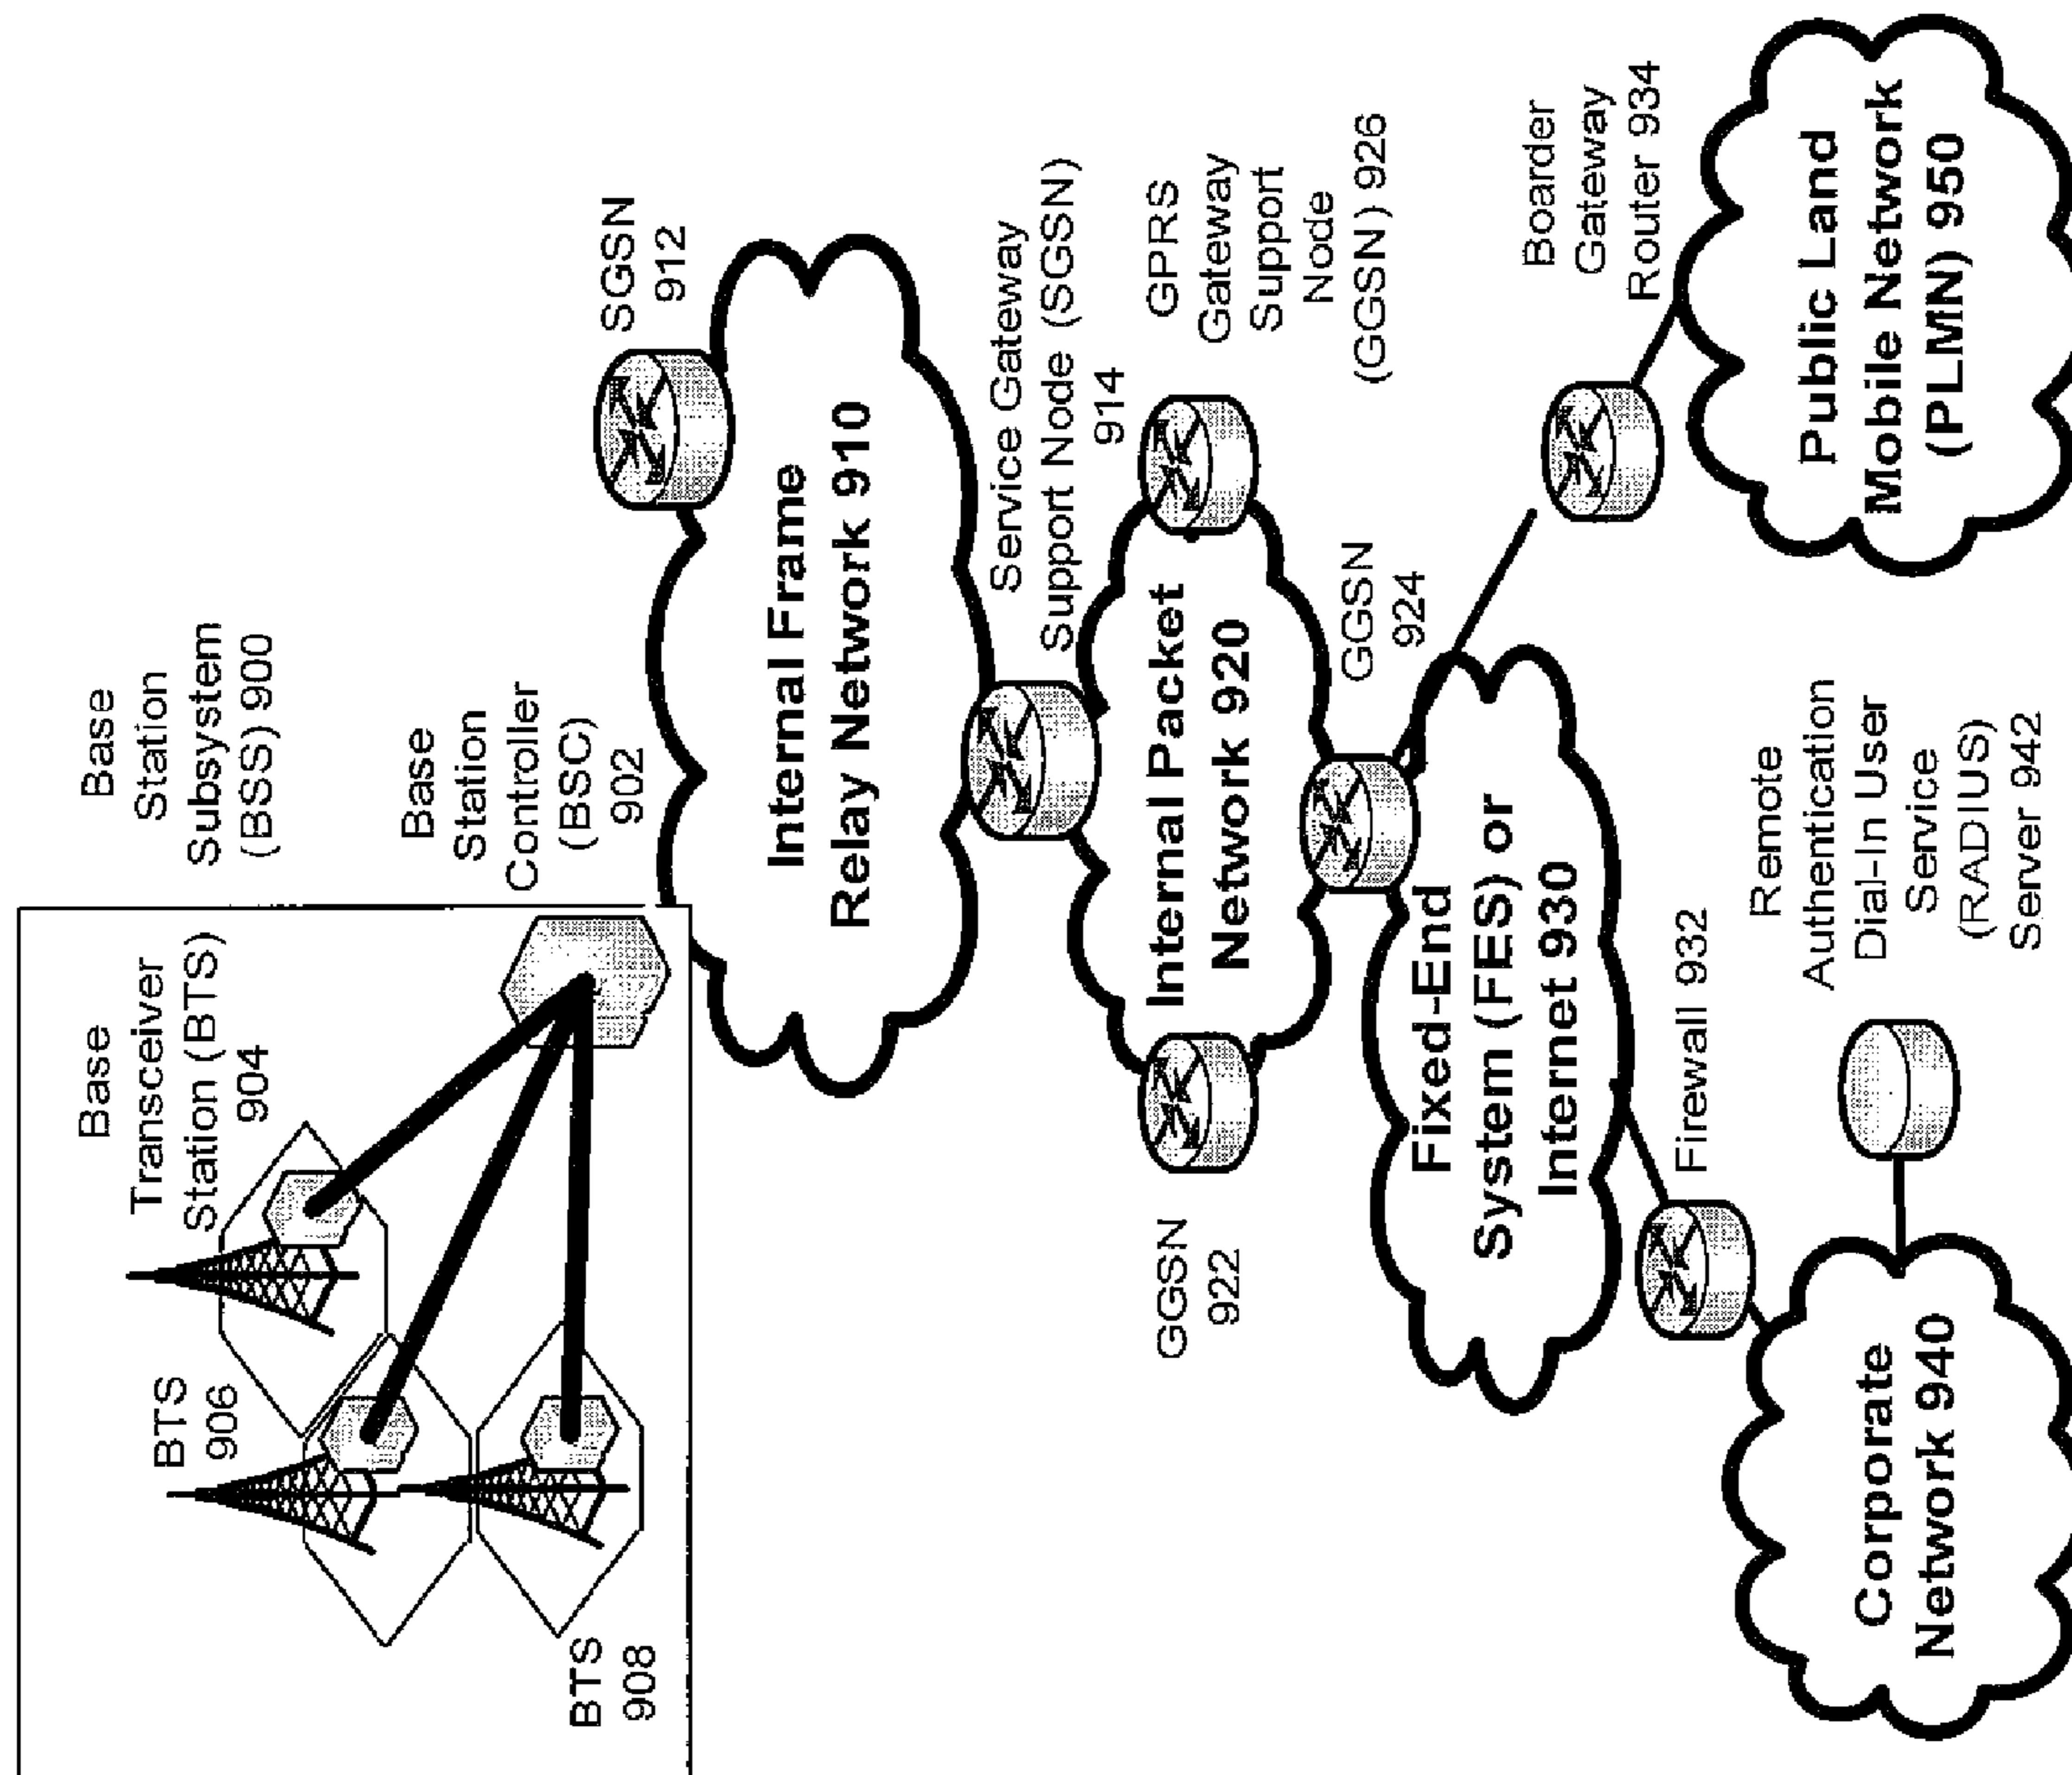 Base
Station
Subsystem
(BSS) 900
Base
Transceiver
Station (BTS)
904
BTS
906
BTS
908
Base
Station
Controller
(BSC)
902
SGSN
912
Internal Frame
Relay Network 910
Service Gateway
Support Node (SGSN)
914
GPRS
Gateway
Support
Node
(GGSN) 926
Internal Packet
Network 920
GGSN
922
GGSN
924
Fixed-End
System (FES) or
Internet 930
Boarder
Gateway
Router 934
Firewall 932
Remote
Authentication
Dial-In User
Service
(RADIUS)
Server 942
Corporate
Network 940
Public Land
Mobile Network
(PLMN) 950